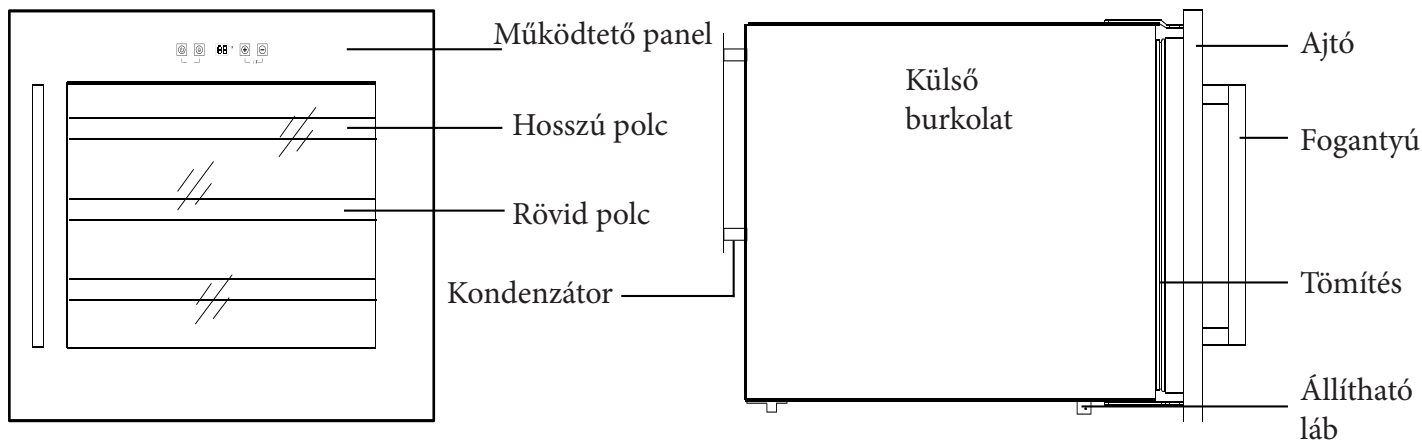 Működtető panel
Hosszú polc
Rövid polc
Kondenzátor
Külső
burkolat
Ajtó
Fogantyú
Tömítés
Állítható
láb